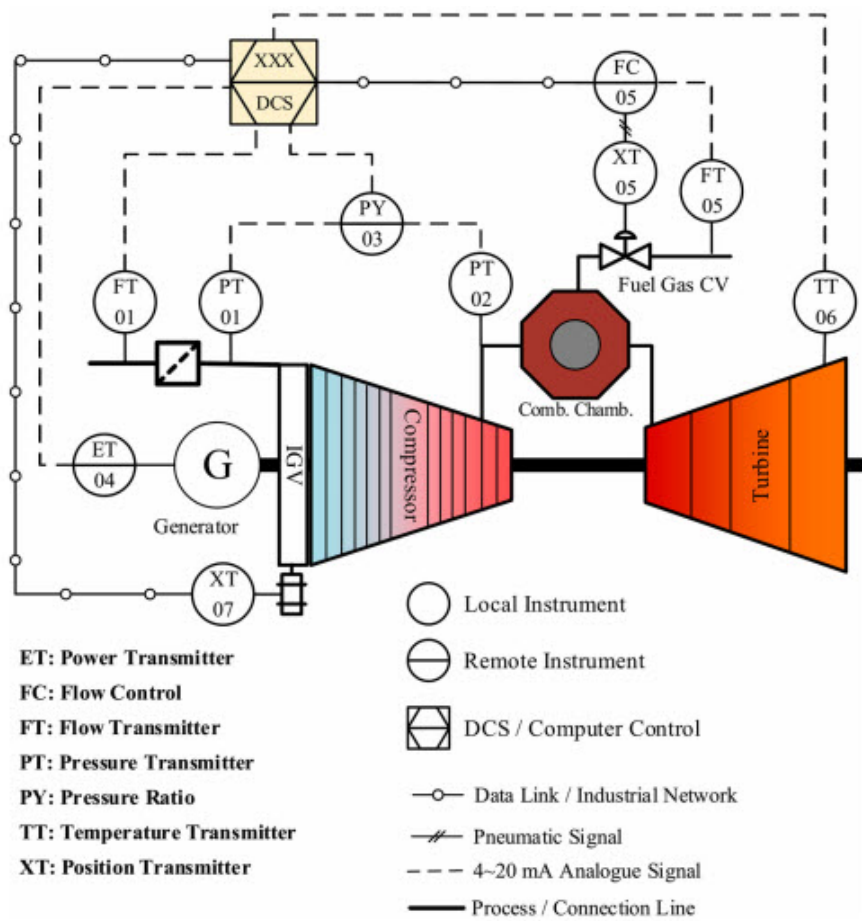 XXX
DCS
FC
05
XT
05
FT
05
PY
03
FT
01
PT
01
PT
02
Fuel Gas CV
TT
06
Comb. Chamb.
IGV
Compressor
Turbine
ET
04
G
Generator
XT
07
Local Instrument
Remote Instrument
DCS / Computer Control
ET: Power Transmitter
FC: Flow Control
FT: Flow Transmitter
PT: Pressure Transmitter
PY: Pressure Ratio
TT: Temperature Transmitter
XT: Position Transmitter
Data Link / Industrial Network
Pneumatic Signal
4~20 mA Analogue Signal
Process / Connection Line